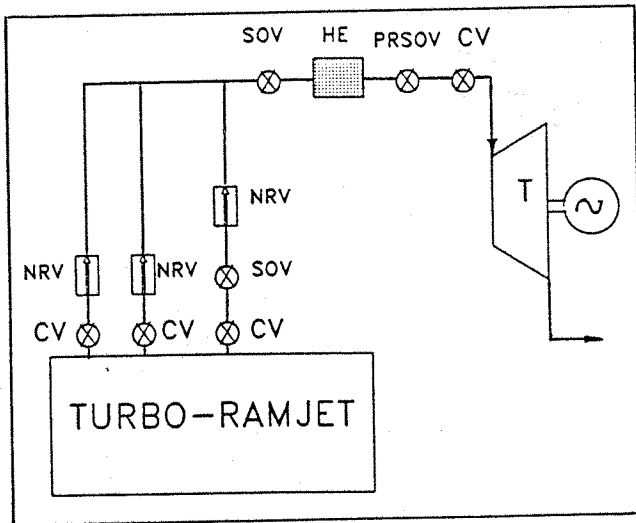 SOV HE PRSOV CV
T
NRV
NRV NRV SOV
CV CV CV
TURBO-RAMJET